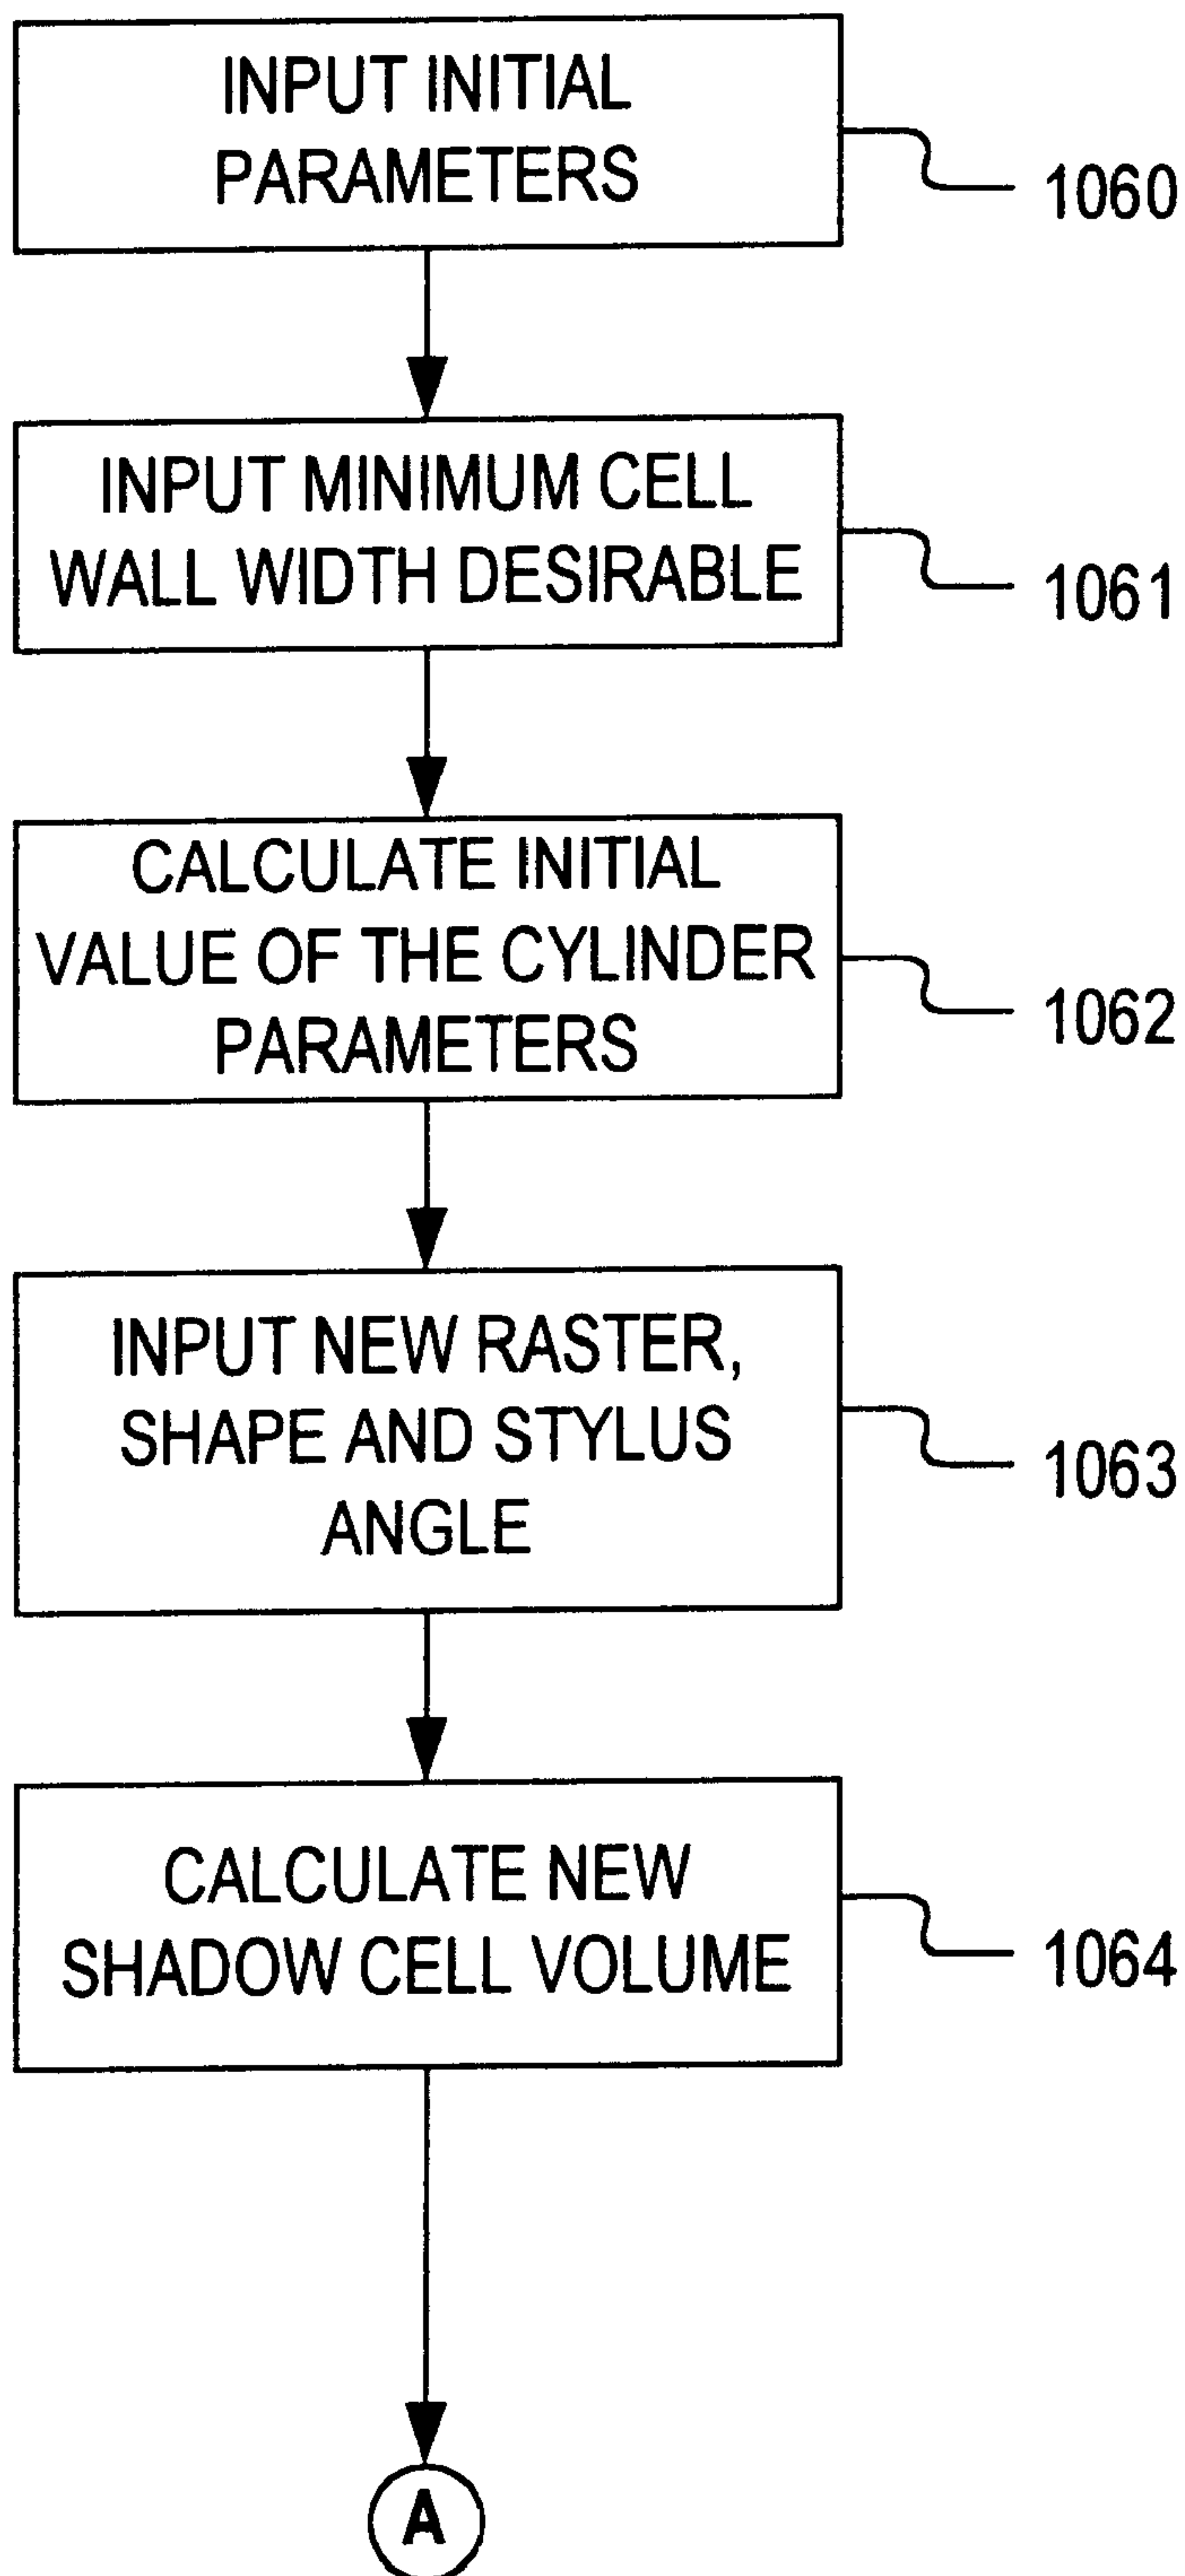 INPUT INITIAL
PARAMETERS
1060
INPUT MINIMUM CELL
WALL WIDTH DESIRABLE
1061
CALCULATE INITIAL
VALUE OF THE CYLINDER
PARAMETERS
1062
INPUT NEW RASTER,
SHAPE AND STYLUS
ANGLE
1063
CALCULATE NEW
SHADOW CELL VOLUME
1064
A